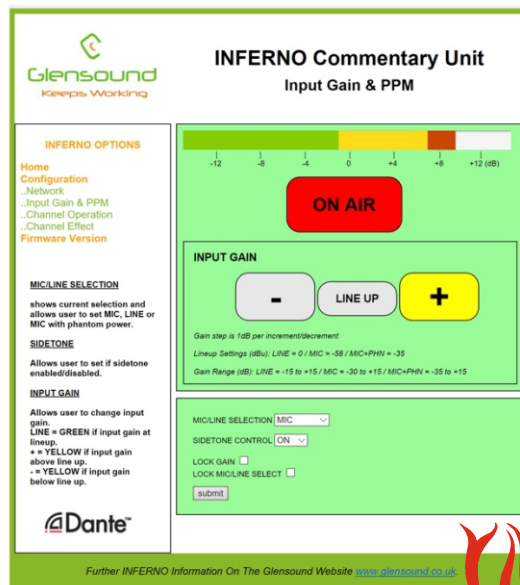 Glensound
Keeps Working
INFERNO Commentary Unit
Input Gain & PPM
INFERNO OPTIONS
Home
Configuration
..Network
..Input Gain & PPM
..Channel Operation
..Channel Effect
Firmware Version
MIC/LINE SELECTION
shows current selection and
allows user to set MIC, LINE or
MIC with phantom power.
SIDETONE
Allows user to set if sidetone
enabled/disabled.
INPUT GAIN
Allows user to change input
gain.
LINE = GREEN if input gain at
lineup.
+ = YELLOW if input gain
above line up.
- = YELLOW if input gain
below line up.
Dante™
-12 -8 -4 0 +4 +8 +12 (dB)
ON AIR
INPUT GAIN
- LINE UP +
Gain step is 1dB per increment/decrement
Lineup Settings (dBu): LINE = 0 / MIC = -58 / MIC+PHN = -35
Gain Range (dB): LINE = -15 to +15 / MIC = -30 to +15 / MIC+PHN = -35 to +15
MIC/LINE SELECTION MIC
SIDETONE CONTROL ON
LOCK GAIN
LOCK MIC/LINE SELECT
submit
Further INFERNO Information On The Glensound Website www.glensound.co.uk.